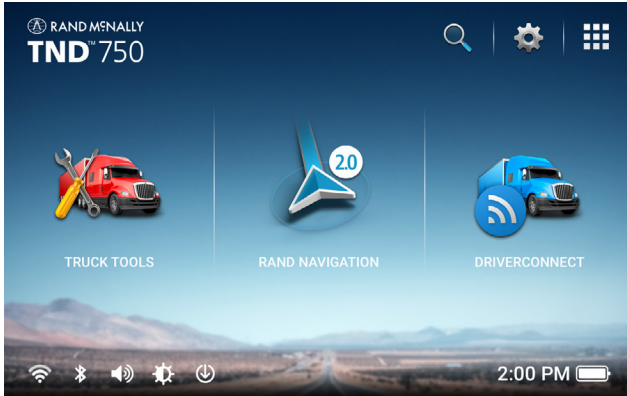 RAND MCNALLY
TND™ 750
2.0
TRUCK TOOLS
RAND NAVIGATION
DRIVERCONNECT
2:00 PM